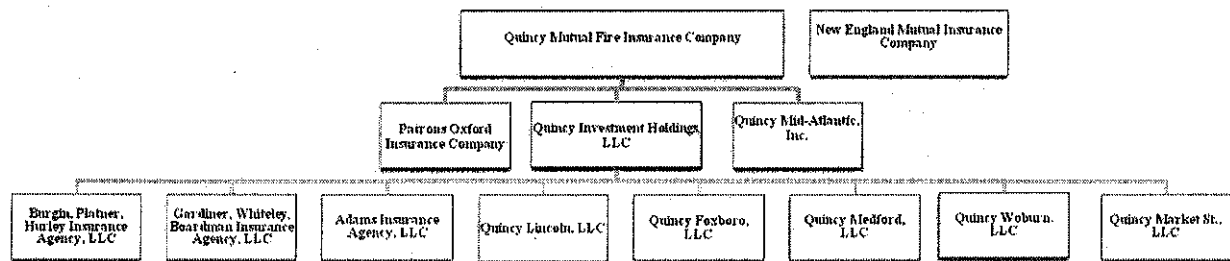 Quincy Mutual Fire Insurance Company
New England Mutual Insurance
Company
Patrons Oxford
Insurance Company
Quincy Investment Holdings,
LLC
Quincy Mid-Atlantic,
Inc.
Burgin, Platner,
Hurley Insurance
Agency, LLC
Gardiner, Whiteley,
Boardman Insurance
Agency, LLC
Adams Insurance
Agency, LLC
Quincy Lincoln, LLC
Quincy Foxboro,
LLC
Quincy Medford,
LLC
Quincy Woburn,
LLC
Quincy Market St.,
LLC